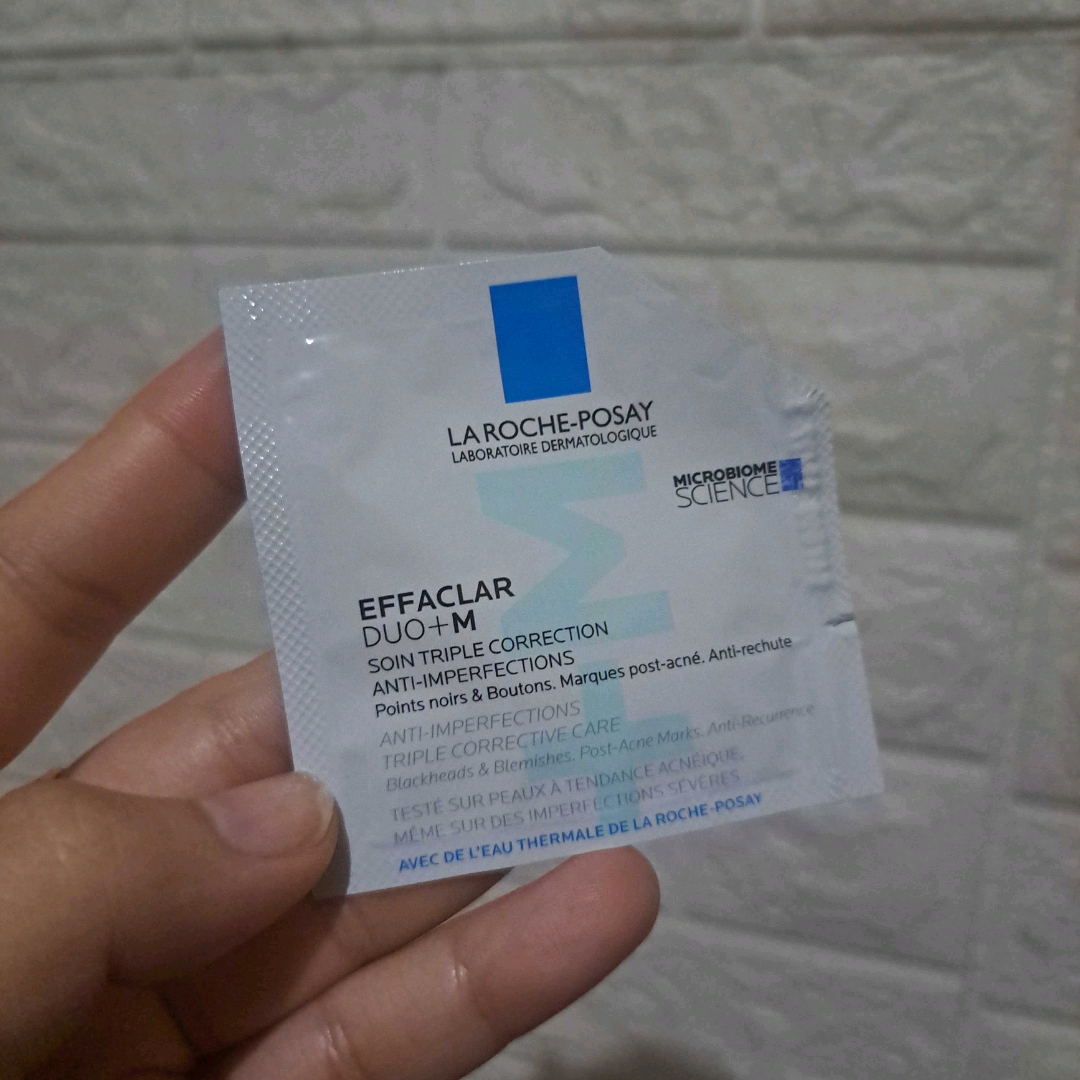 LA ROCHE-POSAY
LABORATOIRE DERMATOLOGIQUE
MICROBIOME
SCIENCE
EFFACLAR
DUO+M
SOIN TRIPLE CORRECTION
ANTI-IMPERFECTIONS
Points noirs & Boutons. Marques post-acné. Anti-rechute
ANTI-IMPERFECTIONS
TRIPLE CORRECTIVE CARE
Blackheads & Blemishes. Post-Acne Marks. Anti-Recurrence
TESTÉ SUR PEAUX À TENDANCE ACNÉIQUE,
MÊME SUR DES IMPERFECTIONS SÉVÈRES
AVEC DE L'EAU THERMALE DE LA ROCHE-POSAY
+M